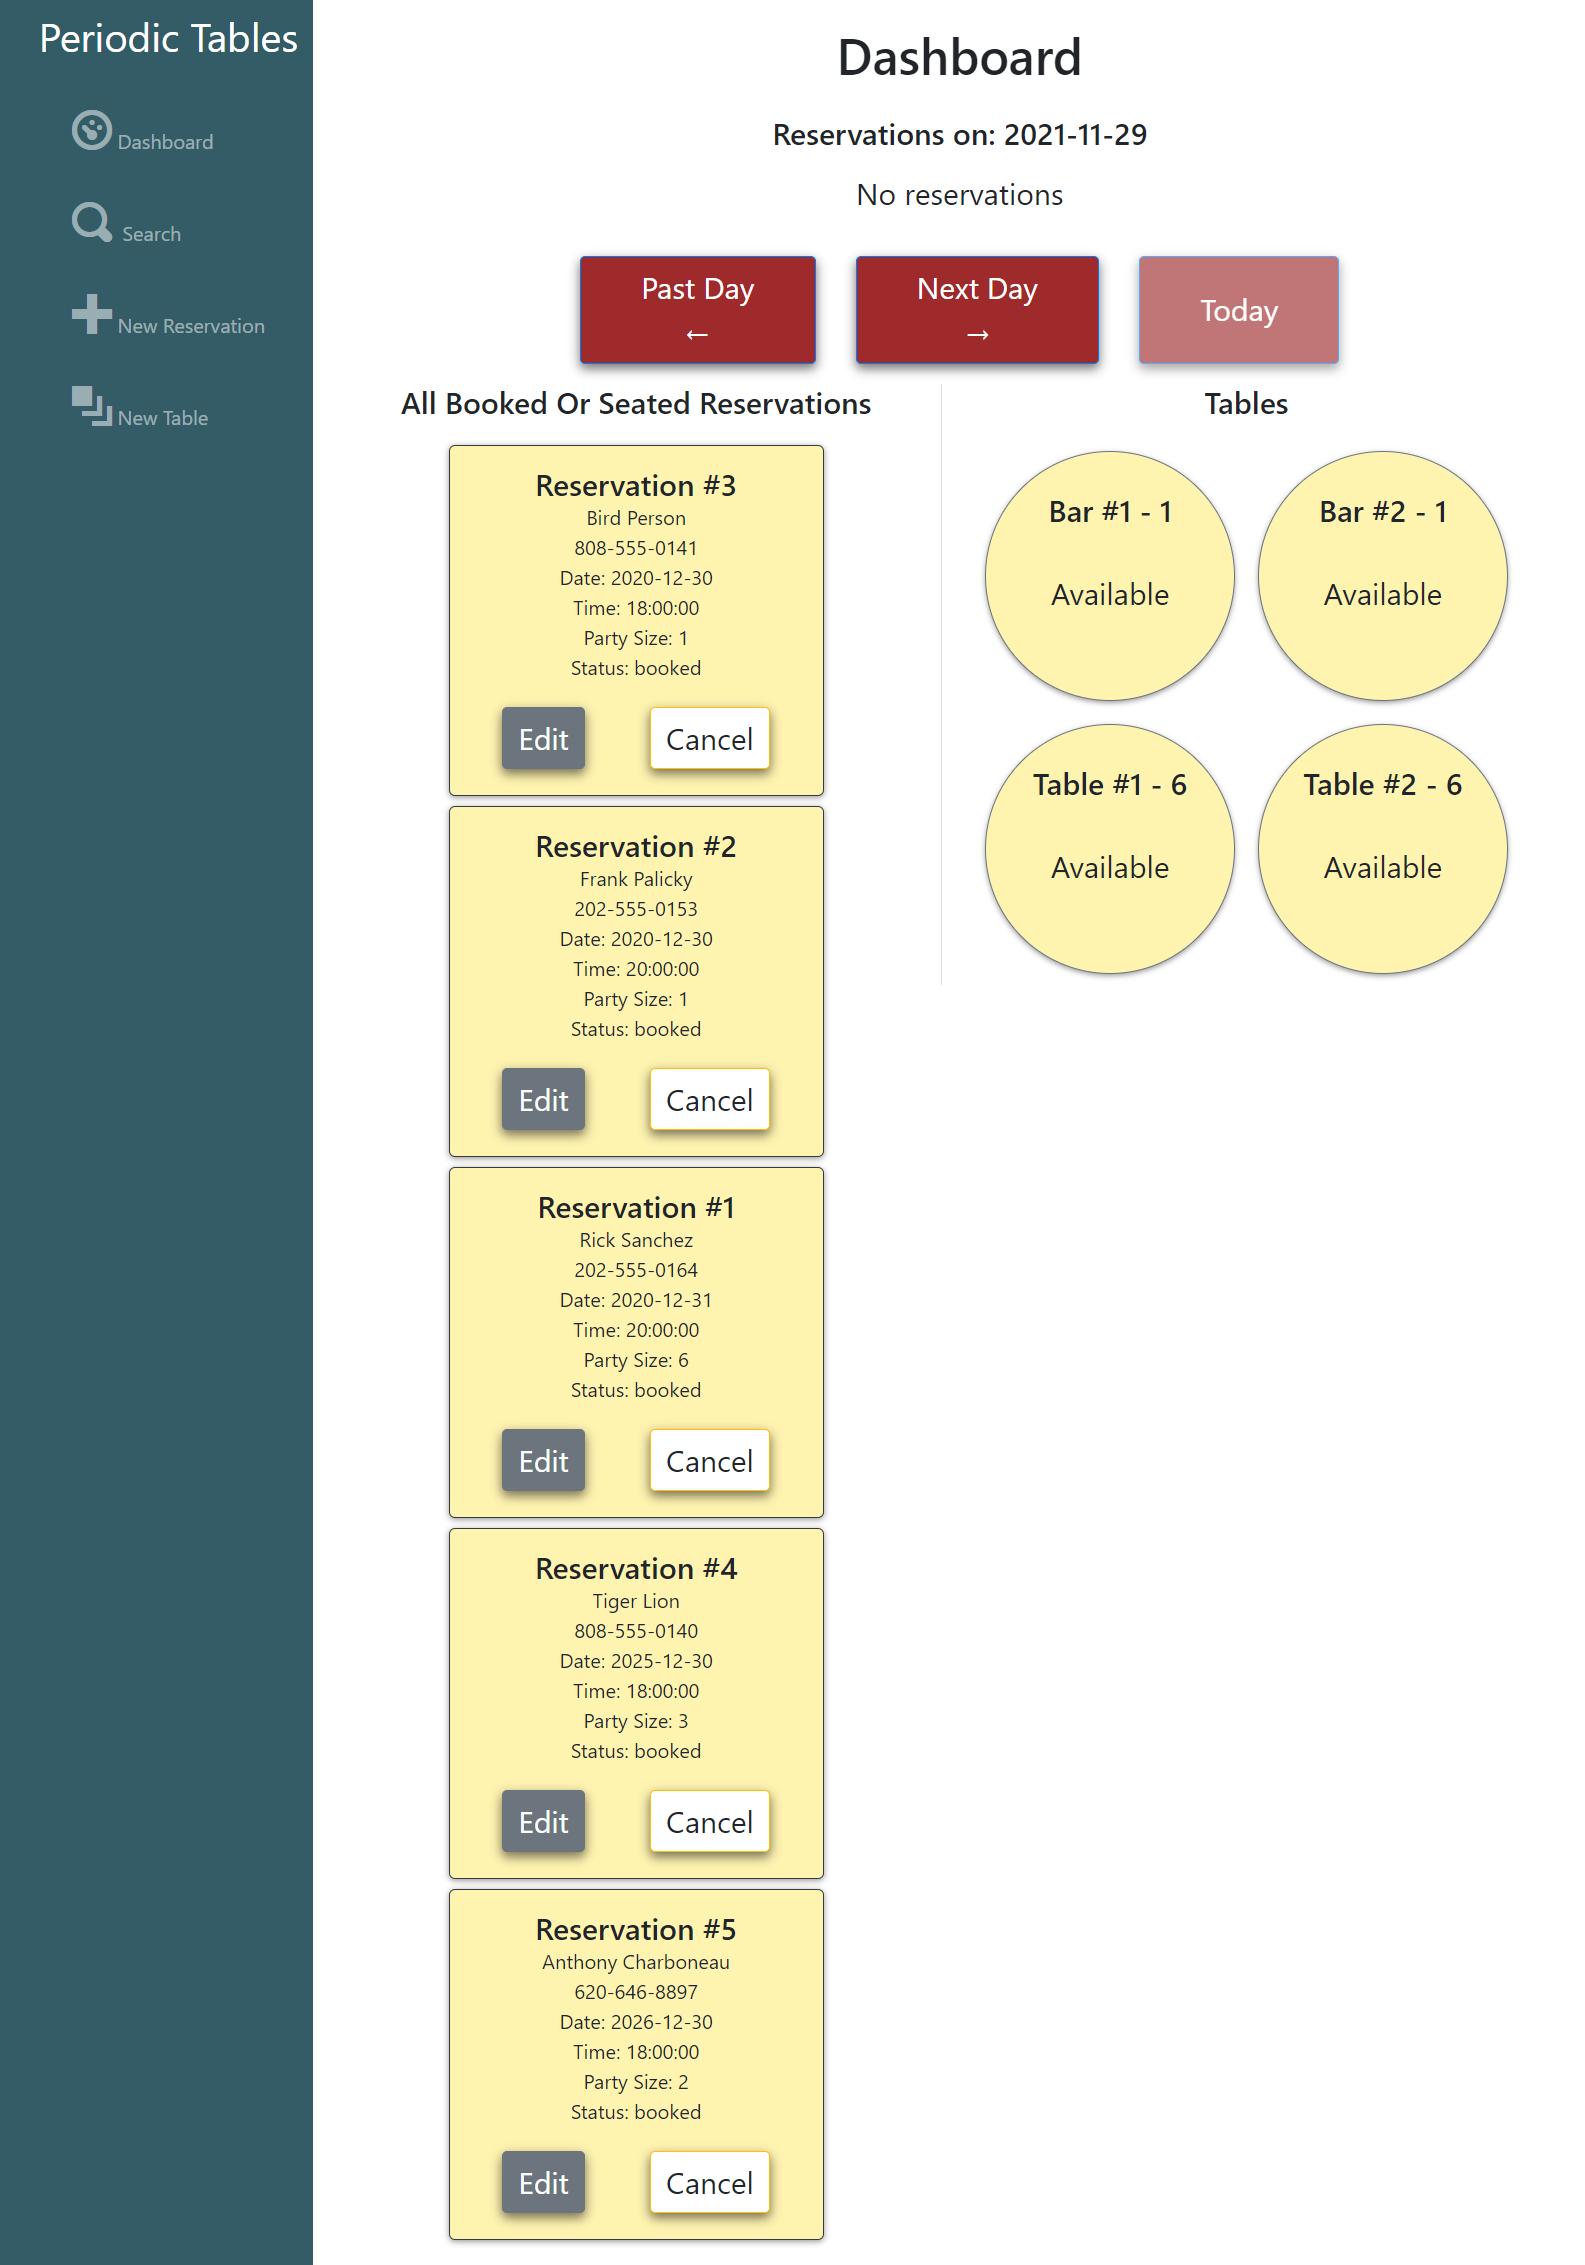 Periodic Tables
Dashboard
Search
New Reservation
New Table
Dashboard
Reservations on: 2021-11-29
No reservations
Past Day
←
Next Day
→
Today
All Booked Or Seated Reservations
Reservation #3
Bird Person
808-555-0141
Date: 2020-12-30
Time: 18:00:00
Party Size: 1
Status: booked
Edit
Cancel
Reservation #2
Frank Palicky
202-555-0153
Date: 2020-12-30
Time: 20:00:00
Party Size: 1
Status: booked
Edit
Cancel
Reservation #1
Rick Sanchez
202-555-0164
Date: 2020-12-31
Time: 20:00:00
Party Size: 6
Status: booked
Edit
Cancel
Reservation #4
Tiger Lion
808-555-0140
Date: 2025-12-30
Time: 18:00:00
Party Size: 3
Status: booked
Edit
Cancel
Reservation #5
Anthony Charboneau
620-646-8897
Date: 2026-12-30
Time: 18:00:00
Party Size: 2
Status: booked
Edit
Cancel
Tables
Bar #1 - 1
Available
Bar #2 - 1
Available
Table #1 - 6
Available
Table #2 - 6
Available